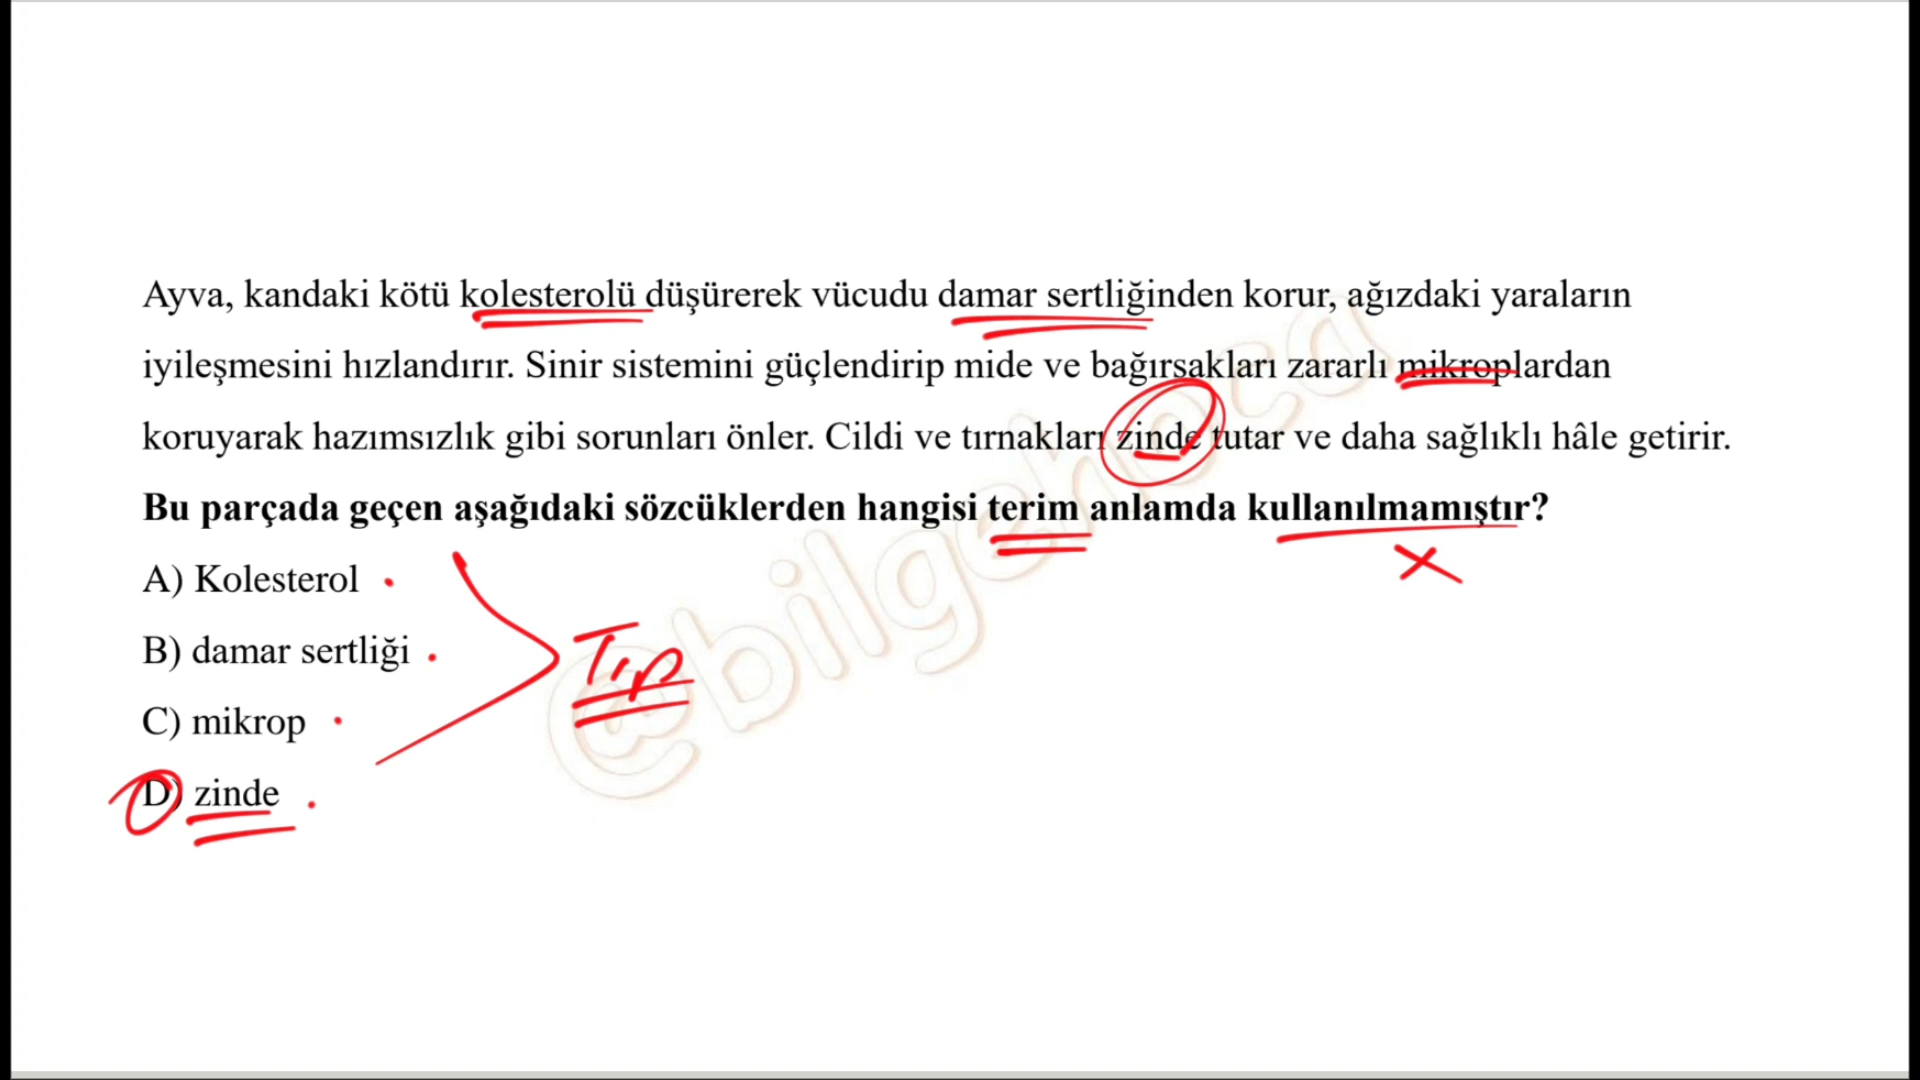 Ayva, kandaki kötü kolesterolü düşürerek vücudu damar sertliğinden korur, ağızdaki yaraların
iyileşmesini hızlandırır. Sinir sistemini güçlendirip mide ve bağırsakları zararlı mikroplardan
koruyarak hazımsızlık gibi sorunları önler. Cildi ve tırnakları zinde tutar ve daha sağlıklı hâle getirir.
Bu parçada geçen aşağıdaki sözcüklerden hangisi terim anlamda kullanılmamıştır?
A) Kolesterol
B) damar sertliği
C) mikrop
D) zinde
Tıp
@bilgehoca